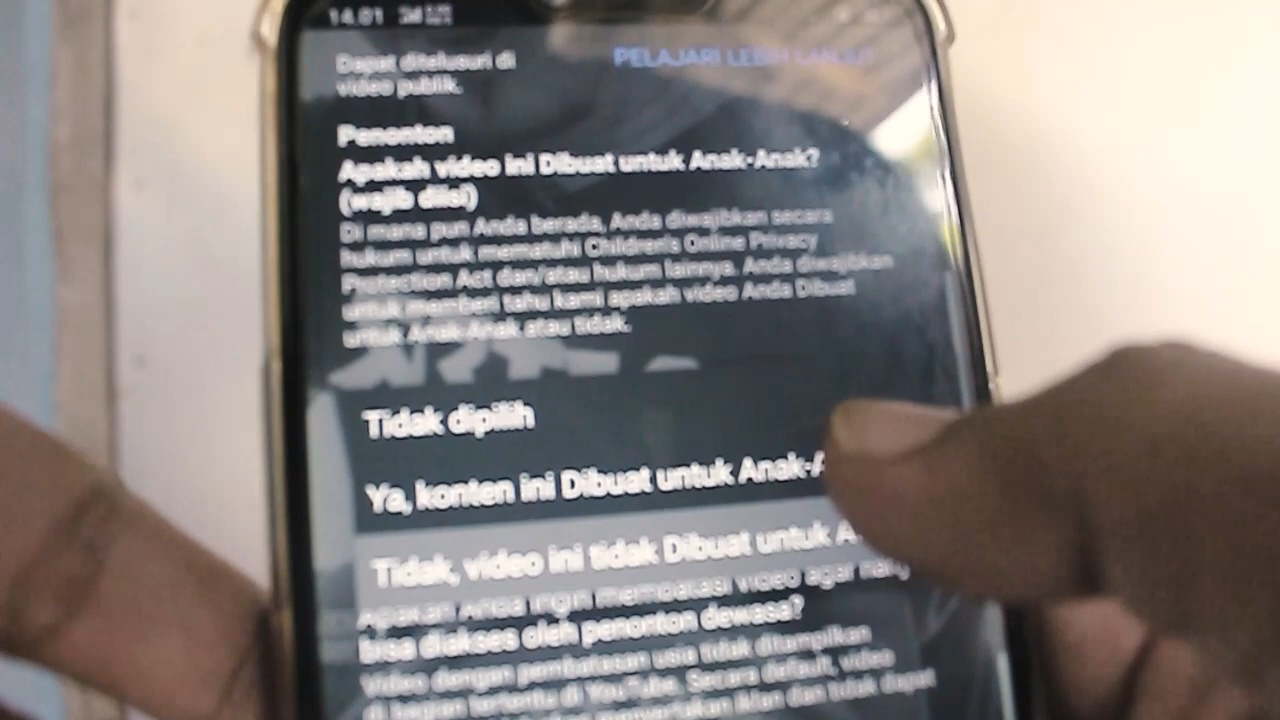 14.01
Dapat ditelusuri di
PELAJARI LEBIH LANJUT
video publik.
Penonton
Apakah video ini Dibuat untuk Anak-Anak?
(wajib diisi)
Di mana pun Anda berada, Anda diwajibkan secara
hukum untuk mematuhi Children's Online Privacy
Protection Act dan/atau hukum lainnya. Anda diwajibkan
untuk memberi tahu kami apakah video Anda Dibuat
untuk Anak-Anak atau tidak.
Tidak dipilih
Ya, konten ini Dibuat untuk Anak-A
Tidak, video ini tidak Dibuat untuk A
Apakah Anda ingin membatasi video agar
bisa diakses oleh penonton dewasa?
Video dengan pembatasan usia tidak ditampilkan
di bagian tertentu di YouTube. Secara default, video
iklan dan tidak dapat